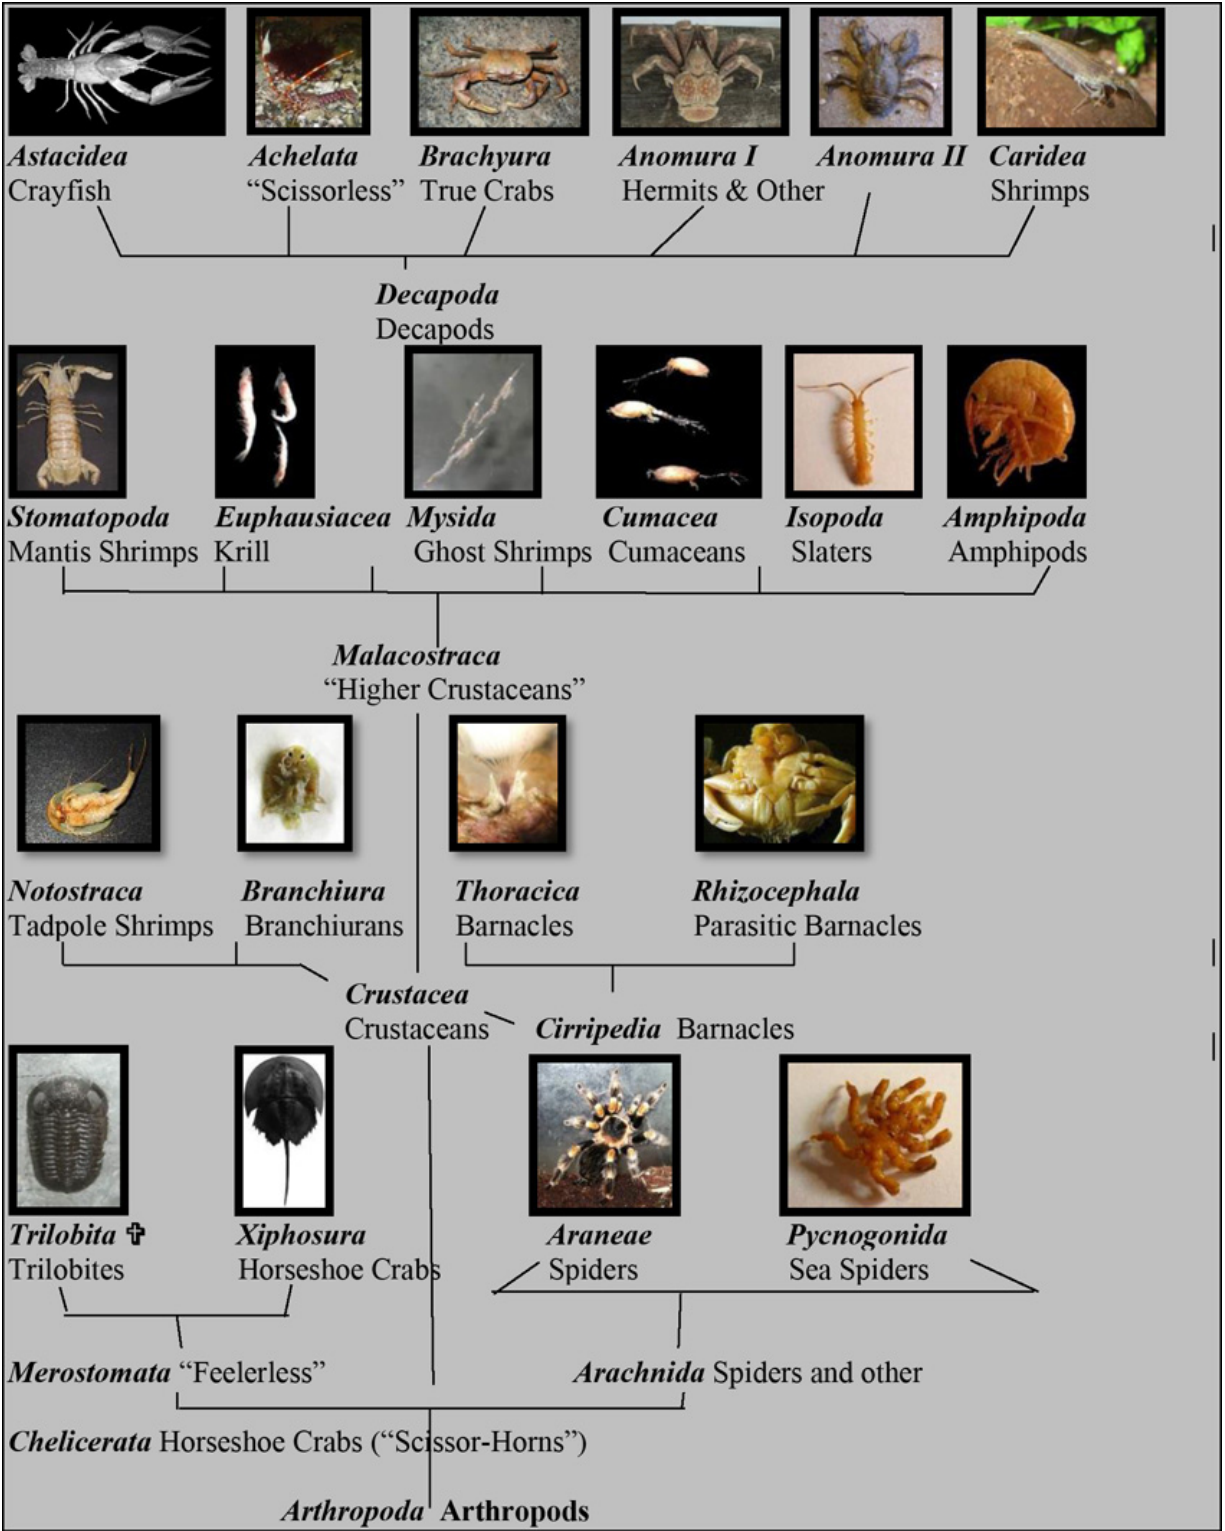 Astacidea Achelata Brachyura Anomura I Anomura II Caridea
Crayfish “Scissorless” True Crabs Hermits & Other Shrimps
Decapoda
Decapods
Stomatopoda Euphausiacea Mysida Cumacea Isopoda Amphipoda
Mantis Shrimps Krill Ghost Shrimps Cumaceans Slaters Amphipods
Malacostraca
“Higher Crustaceans”
Notostraca Branchiura Thoracica Rhizocephala
Tadpole Shrimps Branchiurans Barnacles Parasitic Barnacles
Crustacea
Crustaceans Cirripedia Barnacles
Trilobita ✞ Xiphosura Araneae Pycnogonida
Trilobites Horseshoe Crabs Spiders Sea Spiders
Merostomata “Feelerless” Arachnida Spiders and other
Chelicerata Horseshoe Crabs (“Scissor-Horns”)
Arthropoda Arthropods